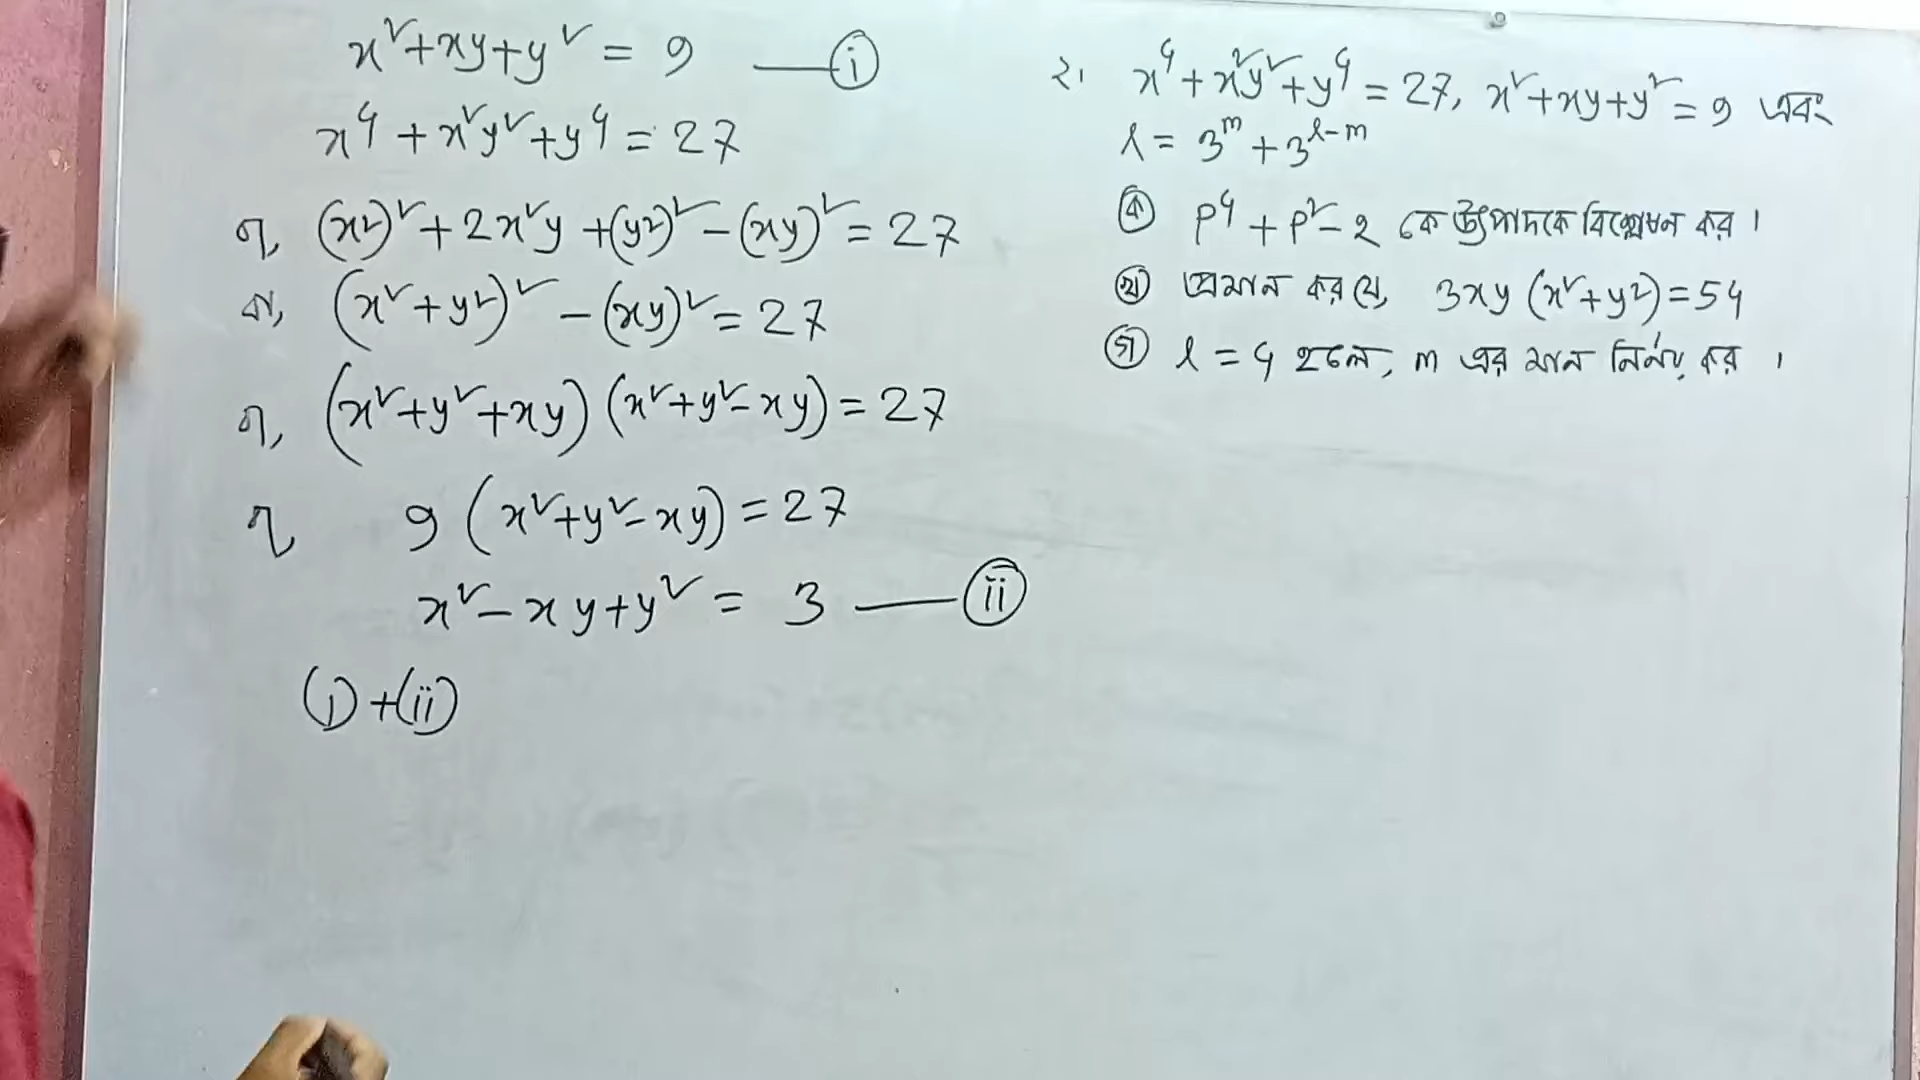 x²+xy+y² = 9 —(i)
x⁴+x²y²+y⁴ = 27
বা, (x²)²+2x²y+(y²)²-(xy)² = 27
বা, (x²+y²)²-(xy)² = 27
বা, (x²+y²+xy)(x²+y²-xy) = 27
বা 9(x²+y²-xy) = 27
x²-xy+y² = 3 —(ii)
(i)+(ii)
২। x⁴+x²y²+y⁴ = 27, x²+xy+y² = 9 এবং
l = 3ᵐ+3ˡ⁻ᵐ
(ক) P⁴+P²-2 কে উৎপাদকে বিশ্লেষন কর।
(খ) প্রমান কর যে, 3xy(x²+y²)=54
(গ) l = 4 হলে, m এর মান নির্নয় কর।